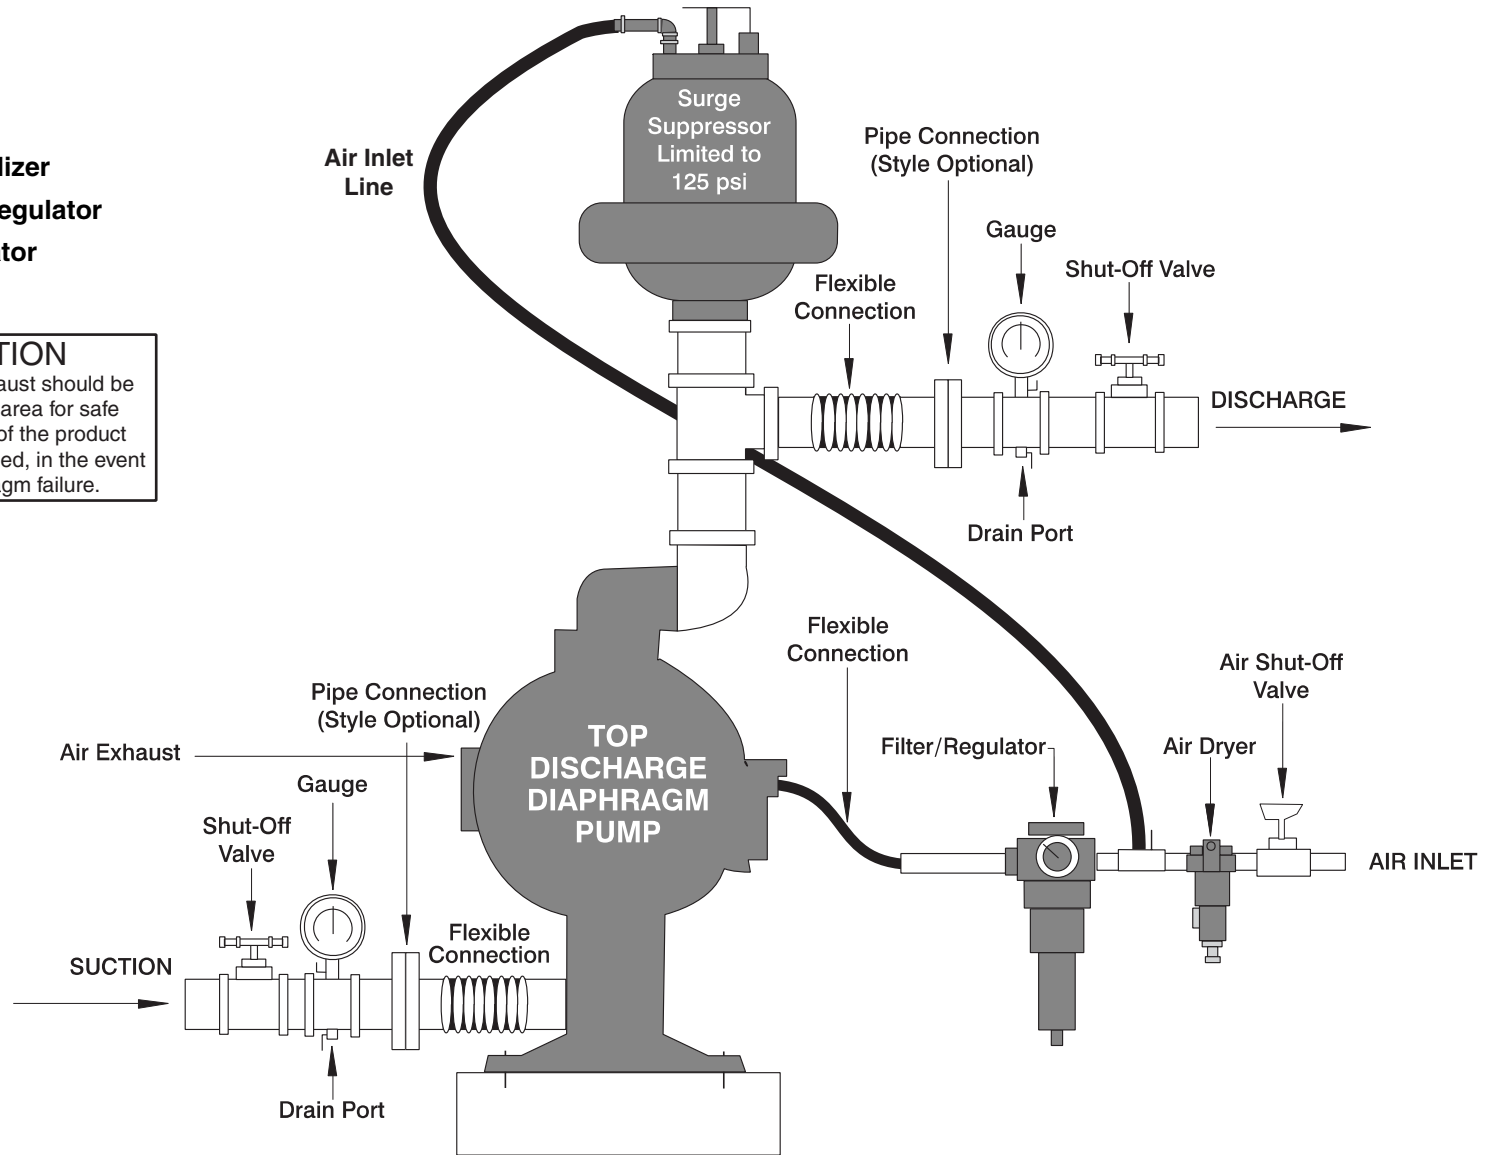 Surge
Suppressor
Limited to
125 psi
Air Inlet
Line
Pipe Connection
(Style Optional)
Gauge
Shut-Off Valve
Flexible
Connection
DISCHARGE
Drain Port
lizer
egulator
ator
TION
aust should be
area for safe
of the product
ed, in the event
agm failure.
Flexible
Connection
Air Shut-Off
Valve
Pipe Connection
(Style Optional)
Air Exhaust
TOP
DISCHARGE
DIAPHRAGM
PUMP
Filter/Regulator
Air Dryer
Gauge
Shut-Off
Valve
AIR INLET
Flexible
Connection
SUCTION
Drain Port